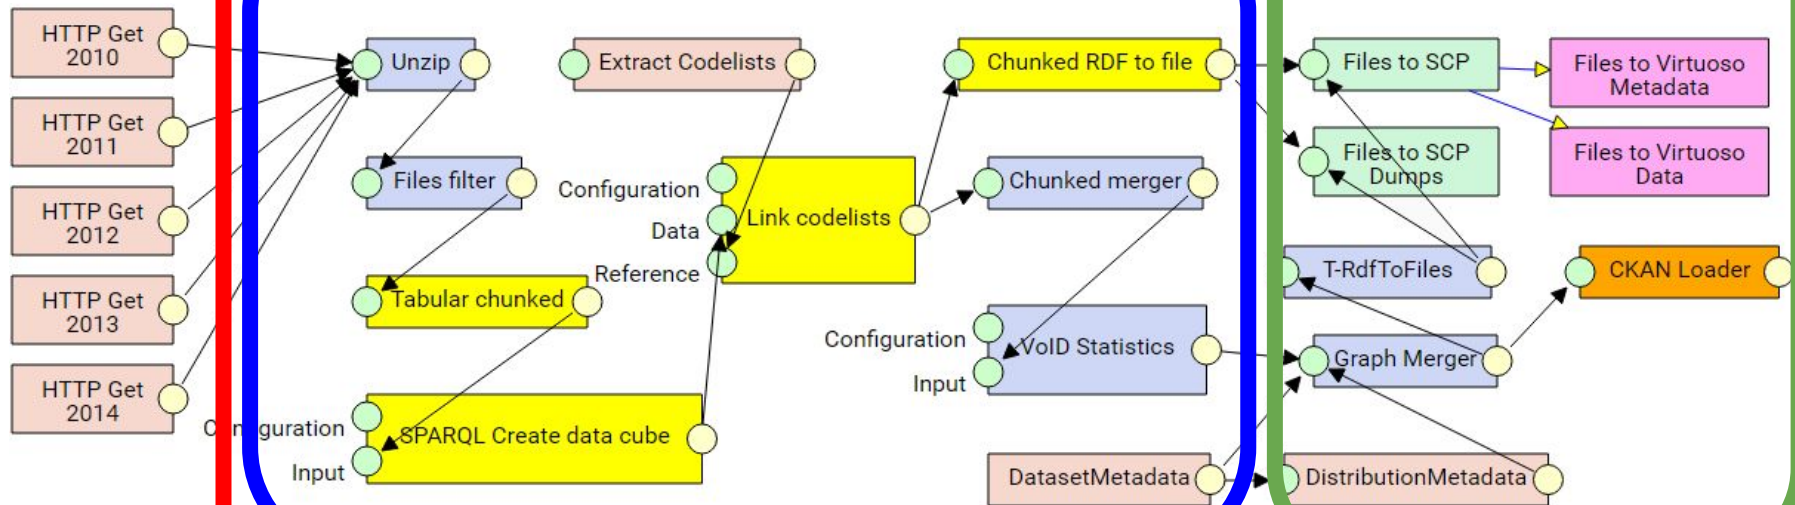 HTTP Get
2010
HTTP Get
2011
HTTP Get
2012
HTTP Get
2013
HTTP Get
2014
Unzip
Files filter
Tabular chunked
Configuration
Input
SPARQL Create data cube
Extract Codelists
Configuration
Data
Reference
Link codelists
Chunked RDF to file
Chunked merger
Configuration
Input
VoID Statistics
DatasetMetadata
Files to SCP
Files to SCP
Dumps
T-RdfToFiles
Graph Merger
DistributionMetadata
Files to Virtuoso
Metadata
Files to Virtuoso
Data
CKAN Loader